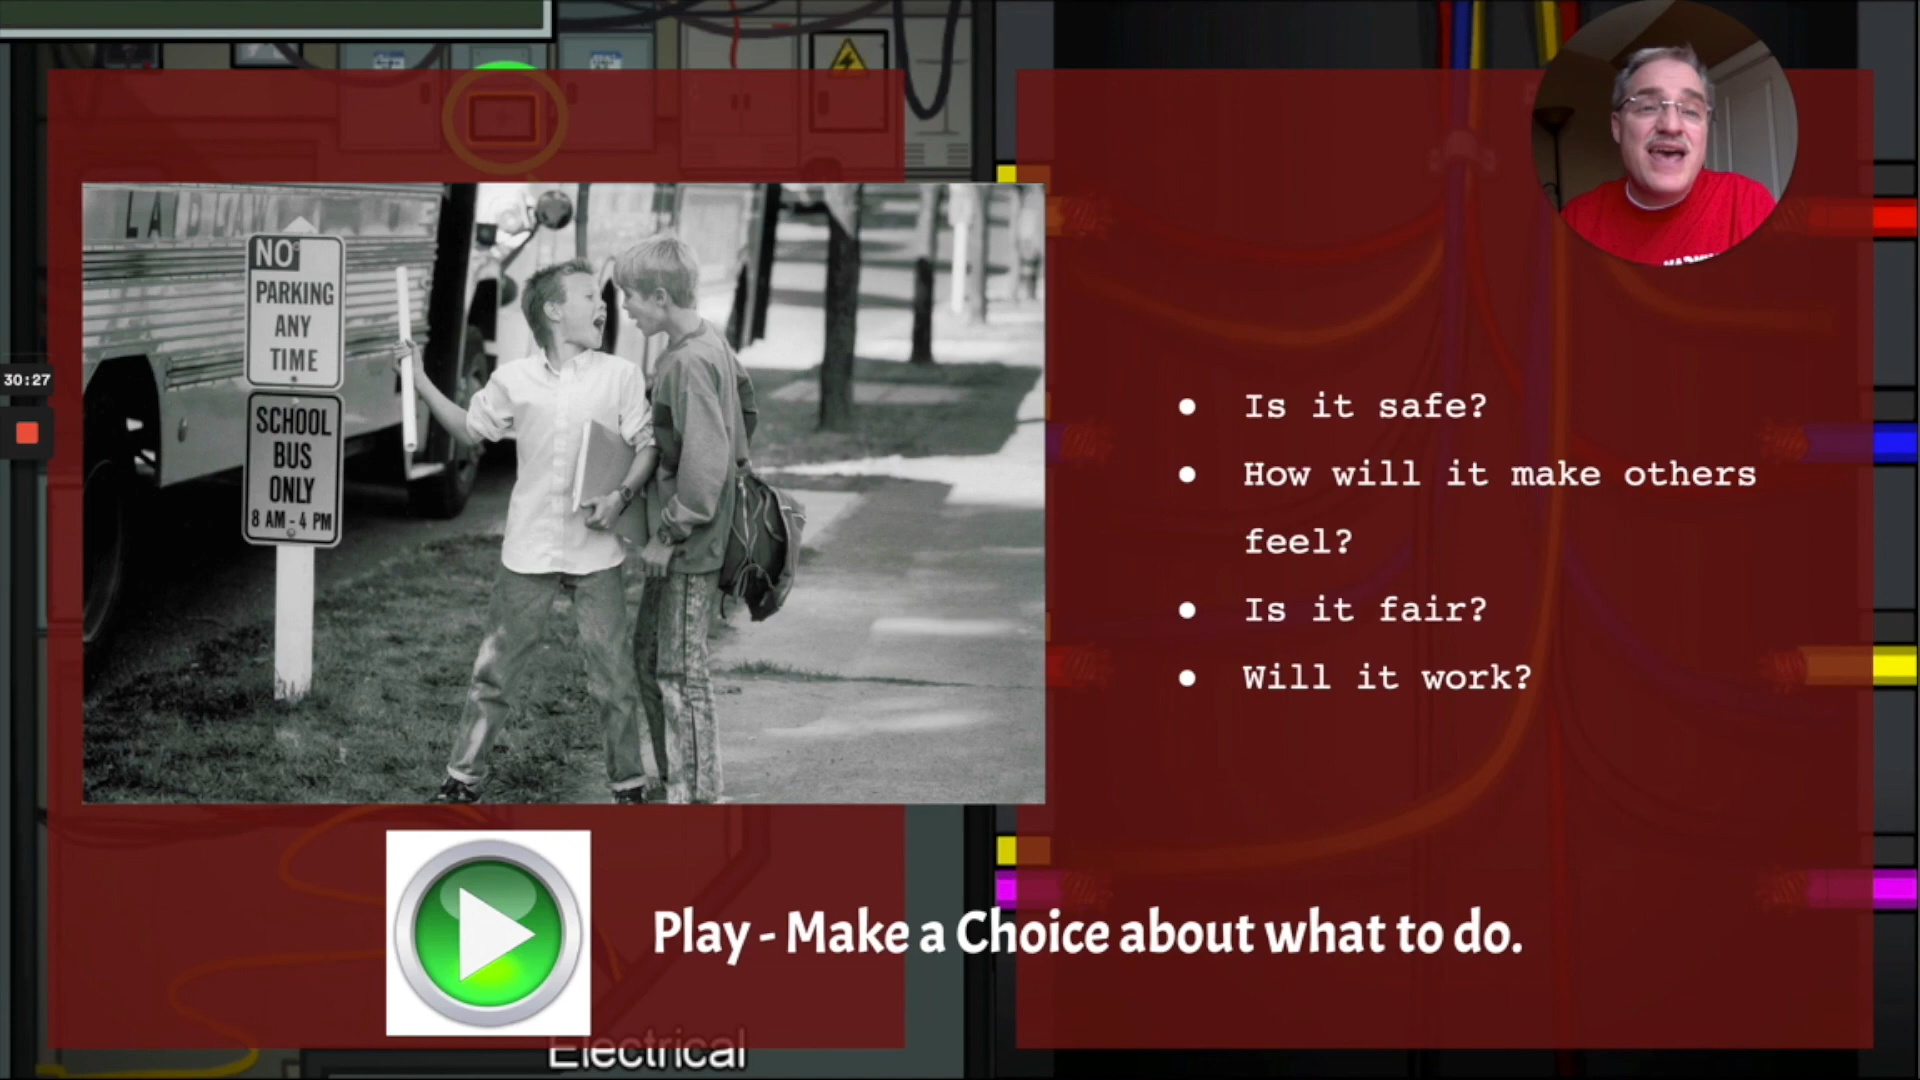 LAIDLAW
NO
PARKING
ANY
TIME
SCHOOL
BUS
ONLY
8 AM - 4 PM
30:27
● Is it safe?
● How will it make others
feel?
● Is it fair?
● Will it work?
Play - Make a Choice about what to do.
Electrical